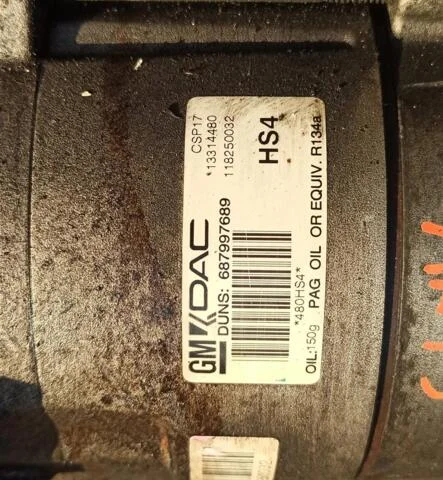 GM DAC
CSP17
*13314480
118250032
DUNS: 687997689
HS4
*480HS4*
OIL:150g PAG OIL OR EQUIV. R134a